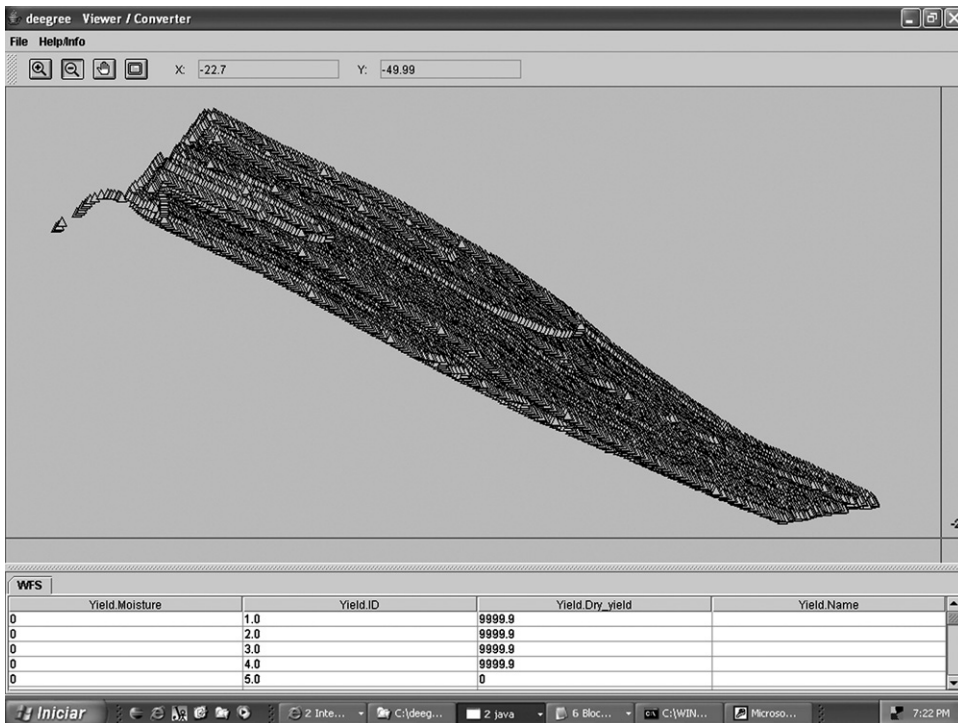 deegree Viewer / Converter
File Help/Info
X: -22.7 Y: -49.99
WFS
Yield.Moisture Yield.ID Yield.Dry_yield Yield.Name
0 1.0 9999.9
0 2.0 9999.9
0 3.0 9999.9
0 4.0 9999.9
0 5.0 0
Iniciar 2 Inte... C:\deeg... 2 java 6 Bloc... C:\WIN... Microso... 7:22 PM